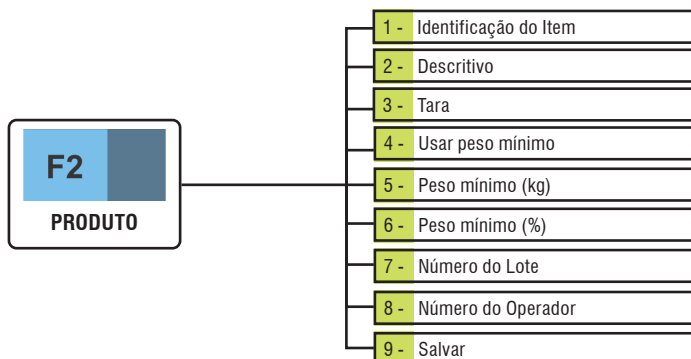 F2
PRODUTO
1 - Identificação do Item
2 - Descritivo
3 - Tara
4 - Usar peso mínimo
5 - Peso mínimo (kg)
6 - Peso mínimo (%)
7 - Número do Lote
8 - Número do Operador
9 - Salvar